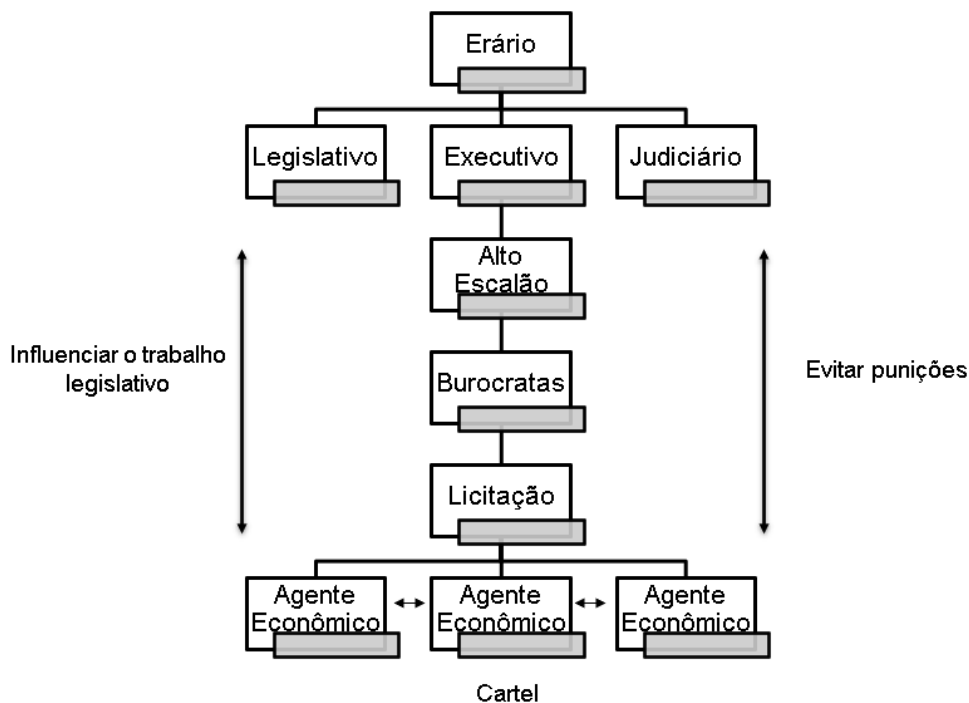 Erário
Legislativo
Executivo
Judiciário
Alto
Escalão
Influenciar o trabalho
legislativo
Evitar punições
Burocratas
Licitação
Agente
Econômico
Agente
Econômico
Agente
Econômico
Cartel